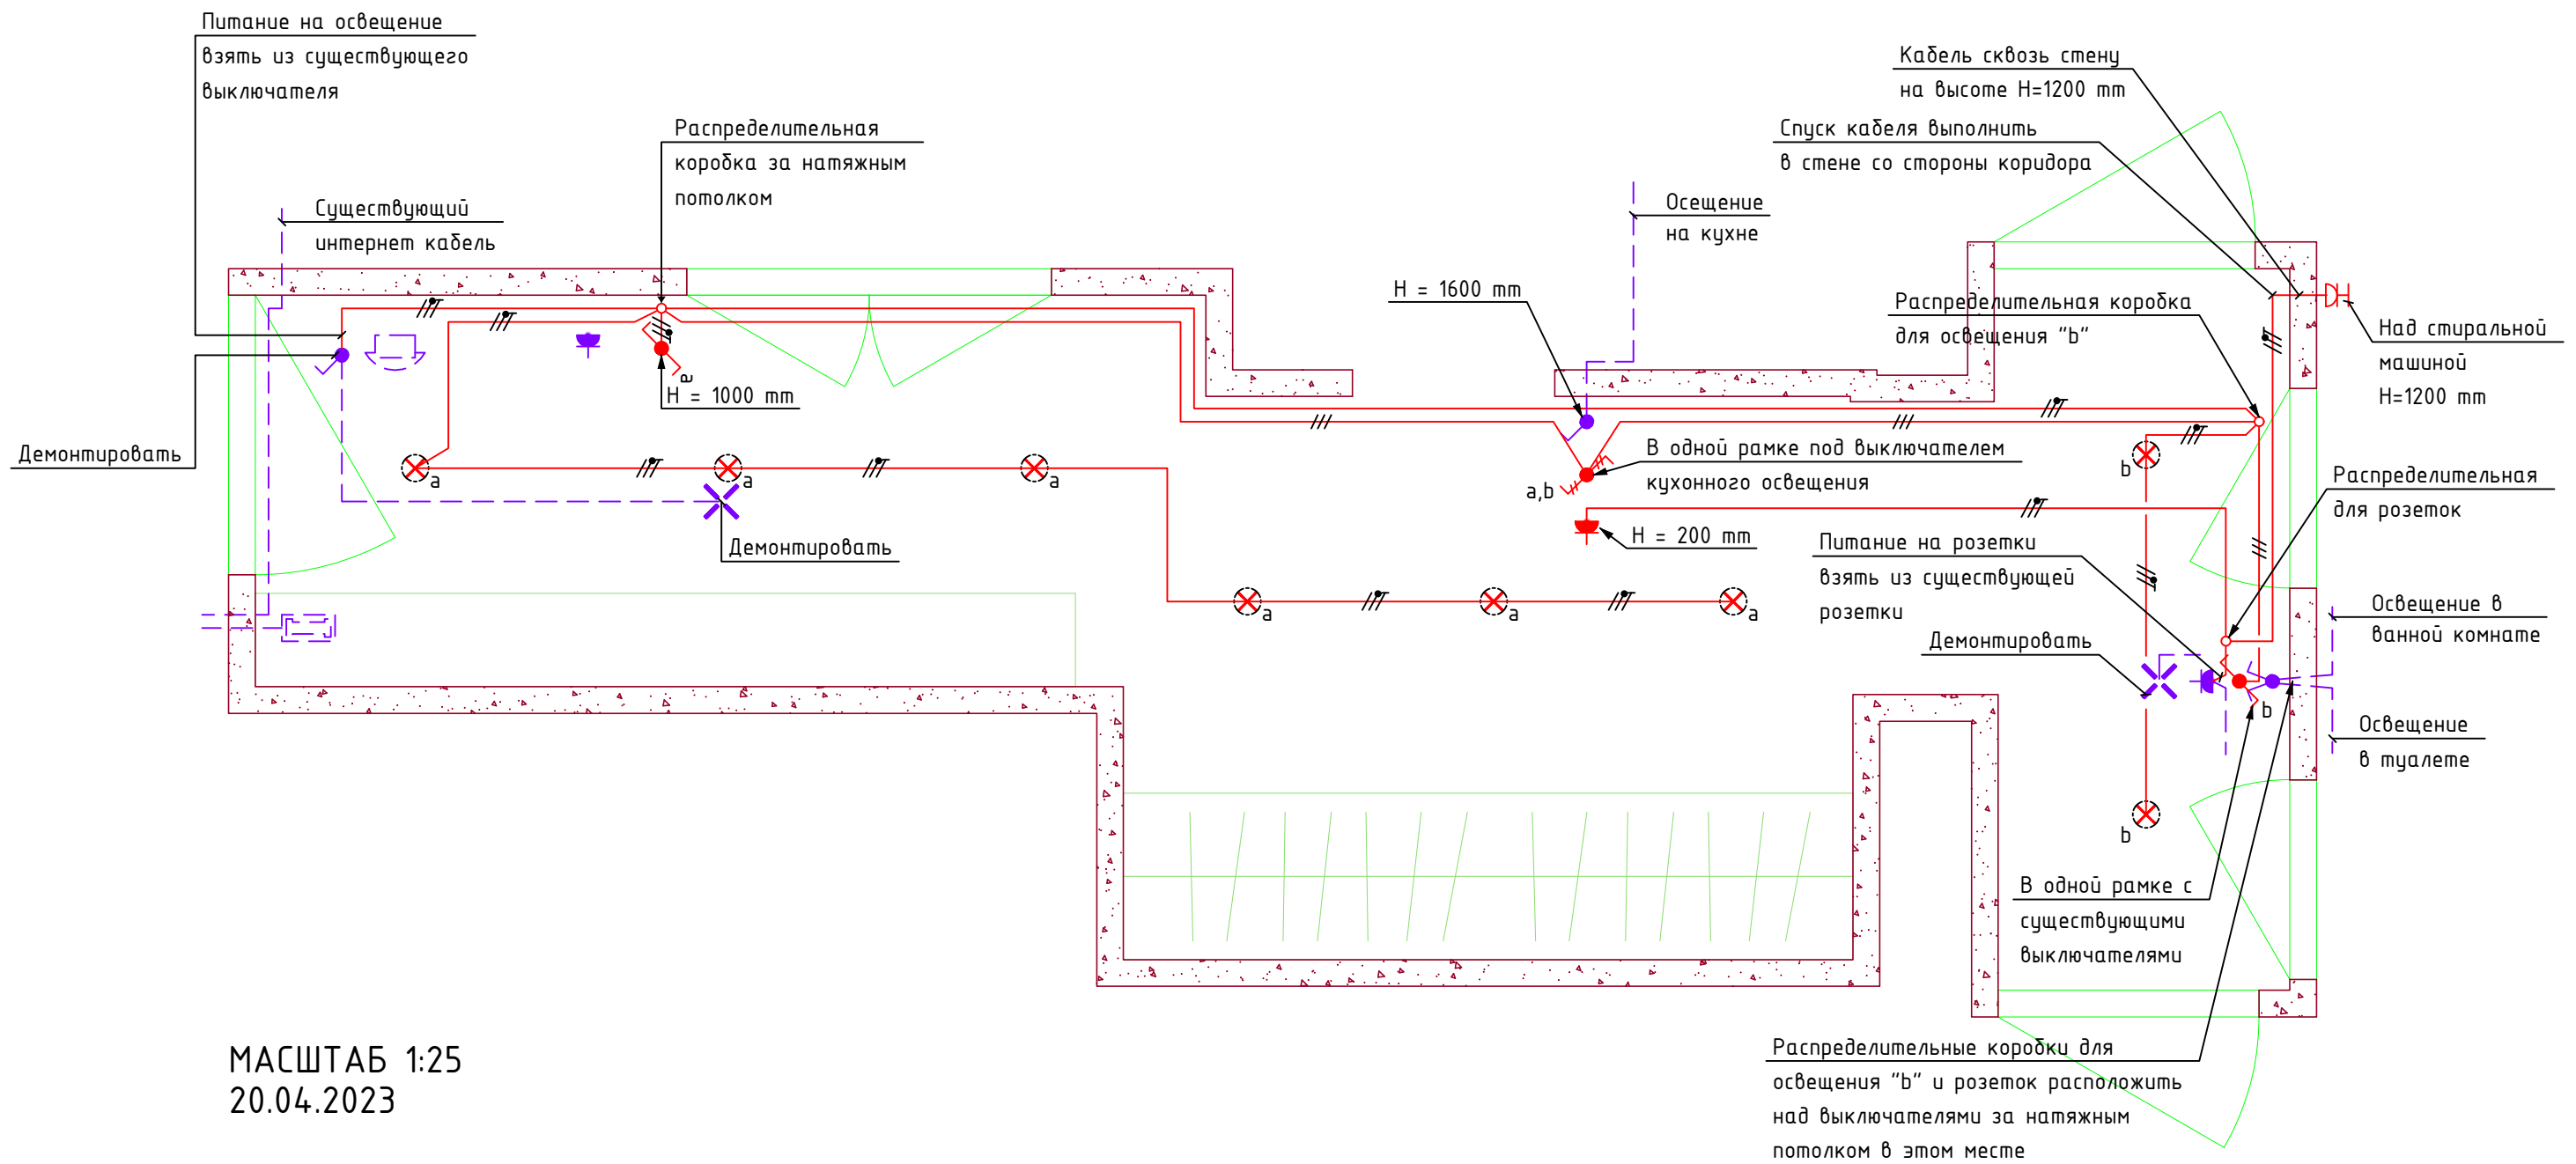 Питание на освещение
взять из существующего
выключателя
Распределительная
коробка за натяжным
потолком
Существующий
интернет кабель
Демонтировать
H = 1000 mm
a
a
a
a
Демонтировать
a
a
a
Осещение
на кухне
H = 1600 mm
В одной рамке под выключателем
кухонного освещения
a,b
H = 200 mm
Кабель сквозь стену
на высоте H=1200 mm
Спуск кабеля выполнить
в стене со стороны коридора
Распределительная коробка
для освещения "b"
Над стиральной
машиной
H=1200 mm
b
Распределительная
для розеток
Питание на розетки
взять из существующей
розетки
Демонтировать
Освещение в
ванной комнате
b
Освещение
в туалете
b
В одной рамке с
существующими
выключателями
Распределительные коробки для
освещения "b" и розеток расположить
над выключателями за натяжным
потолком в этом месте
МАСШТАБ 1:25
20.04.2023